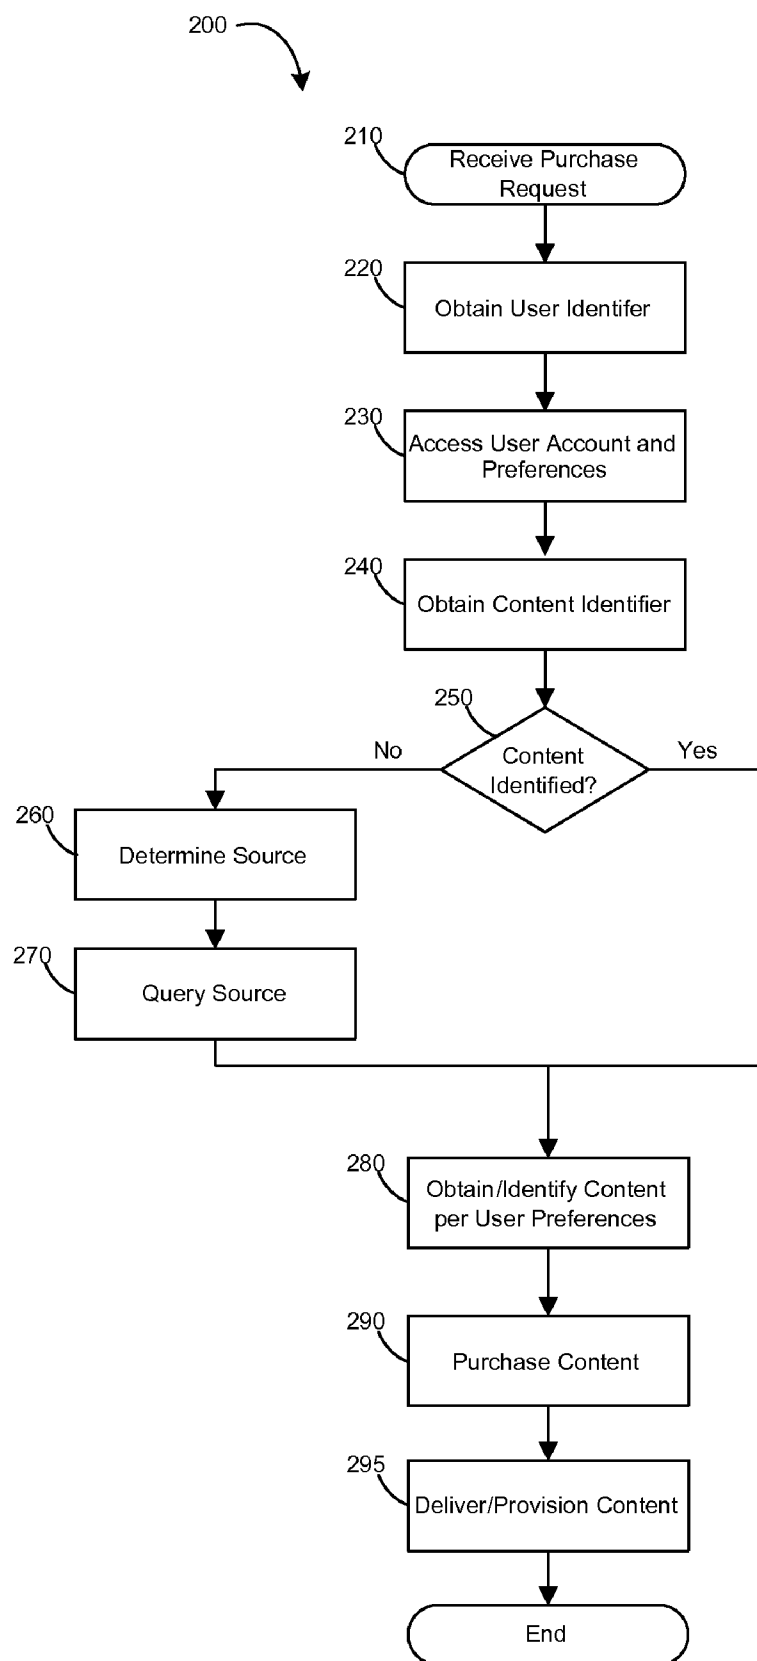 200
210
Receive Purchase
Request
220
Obtain User Identifer
230
Access User Account and
Preferences
240
Obtain Content Identifier
250
No
Content
Identified?
Yes
260
Determine Source
270
Query Source
280
Obtain/Identify Content
per User Preferences
290
Purchase Content
295
Deliver/Provision Content
End